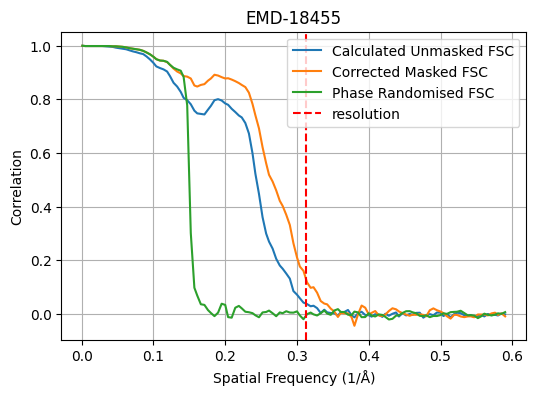 EMD-18455
Calculated Unmasked FSC
Corrected Masked FSC
Phase Randomised FSC
resolution
Correlation
1.0
0.8
0.6
0.4
0.2
0.0
0.0 0.1 0.2 0.3 0.4 0.5 0.6
Spatial Frequency (1/Å)